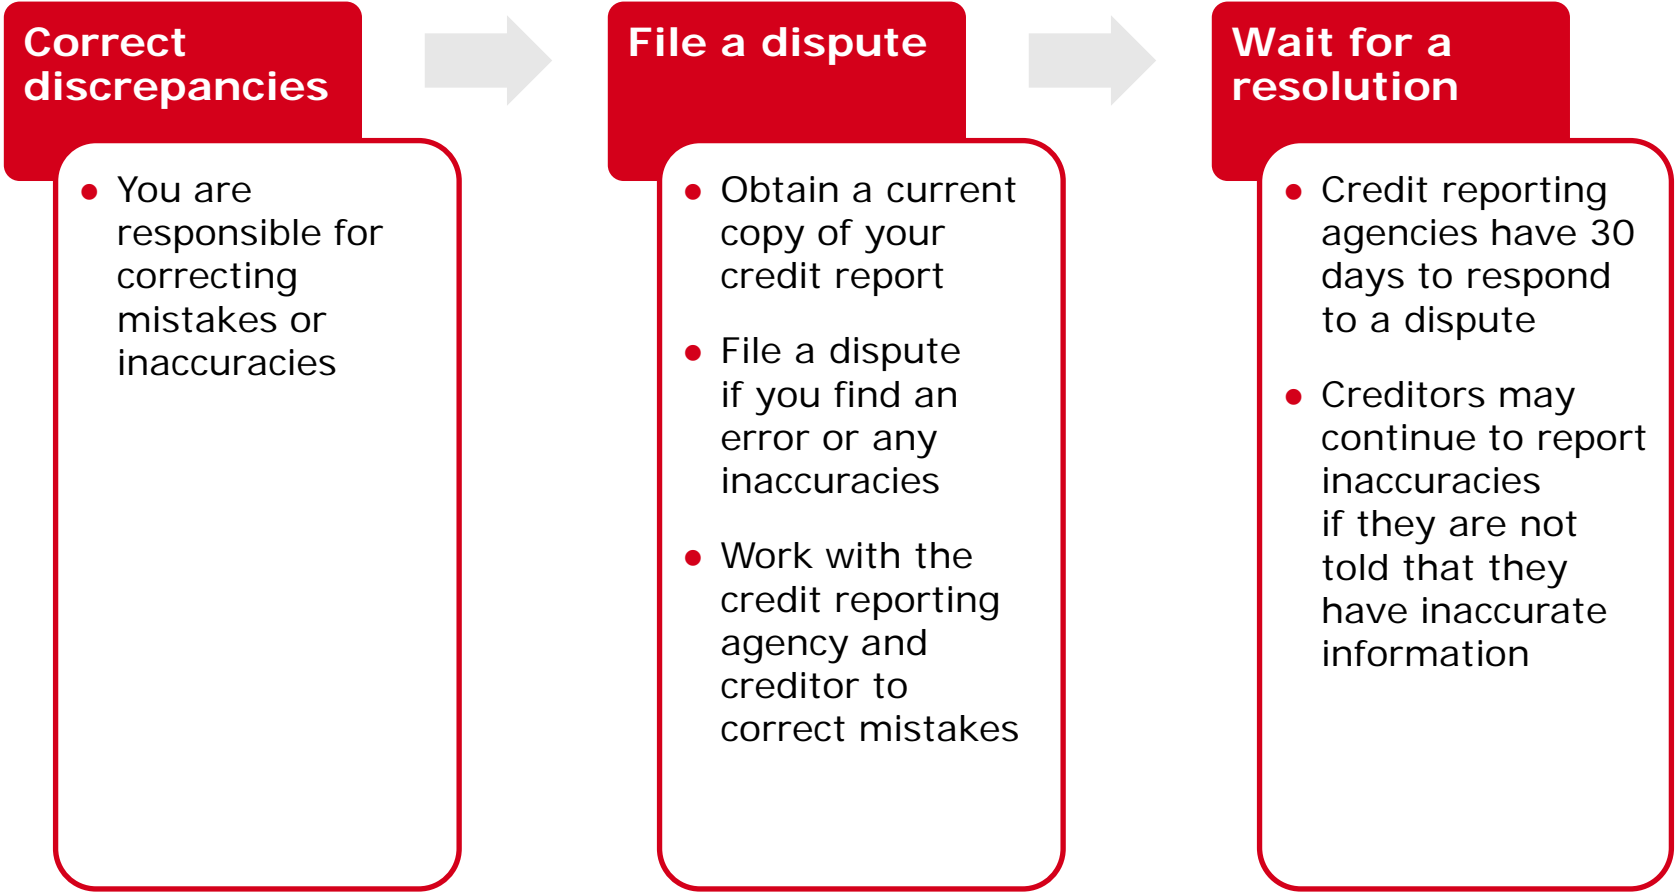 Correct
discrepancies
• You are
responsible for
correcting
mistakes or
inaccuracies
File a dispute
• Obtain a current
copy of your
credit report
• File a dispute
if you find an
error or any
inaccuracies
• Work with the
credit reporting
agency and
creditor to
correct mistakes
Wait for a
resolution
• Credit reporting
agencies have 30
days to respond
to a dispute
• Creditors may
continue to report
inaccuracies
if they are not
told that they
have inaccurate
information